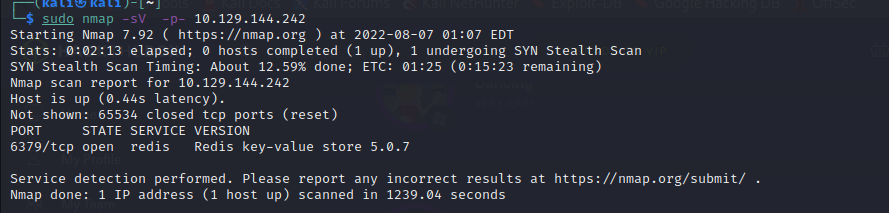 (kali㉿kali)-[~]
$ sudo nmap -sV -p- 10.129.144.242
Starting Nmap 7.92 ( https://nmap.org ) at 2022-08-07 01:07 EDT
Stats: 0:02:13 elapsed; 0 hosts completed (1 up), 1 undergoing SYN Stealth Scan
SYN Stealth Scan Timing: About 12.59% done; ETC: 01:25 (0:15:23 remaining)
Nmap scan report for 10.129.144.242
Host is up (0.44s latency).
Not shown: 65534 closed tcp ports (reset)
PORT STATE SERVICE VERSION
6379/tcp open redis Redis key-value store 5.0.7
My Profile
Service detection performed. Please report any incorrect results at https://nmap.org/submit/ .
Nmap done: 1 IP address (1 host up) scanned in 1239.04 seconds